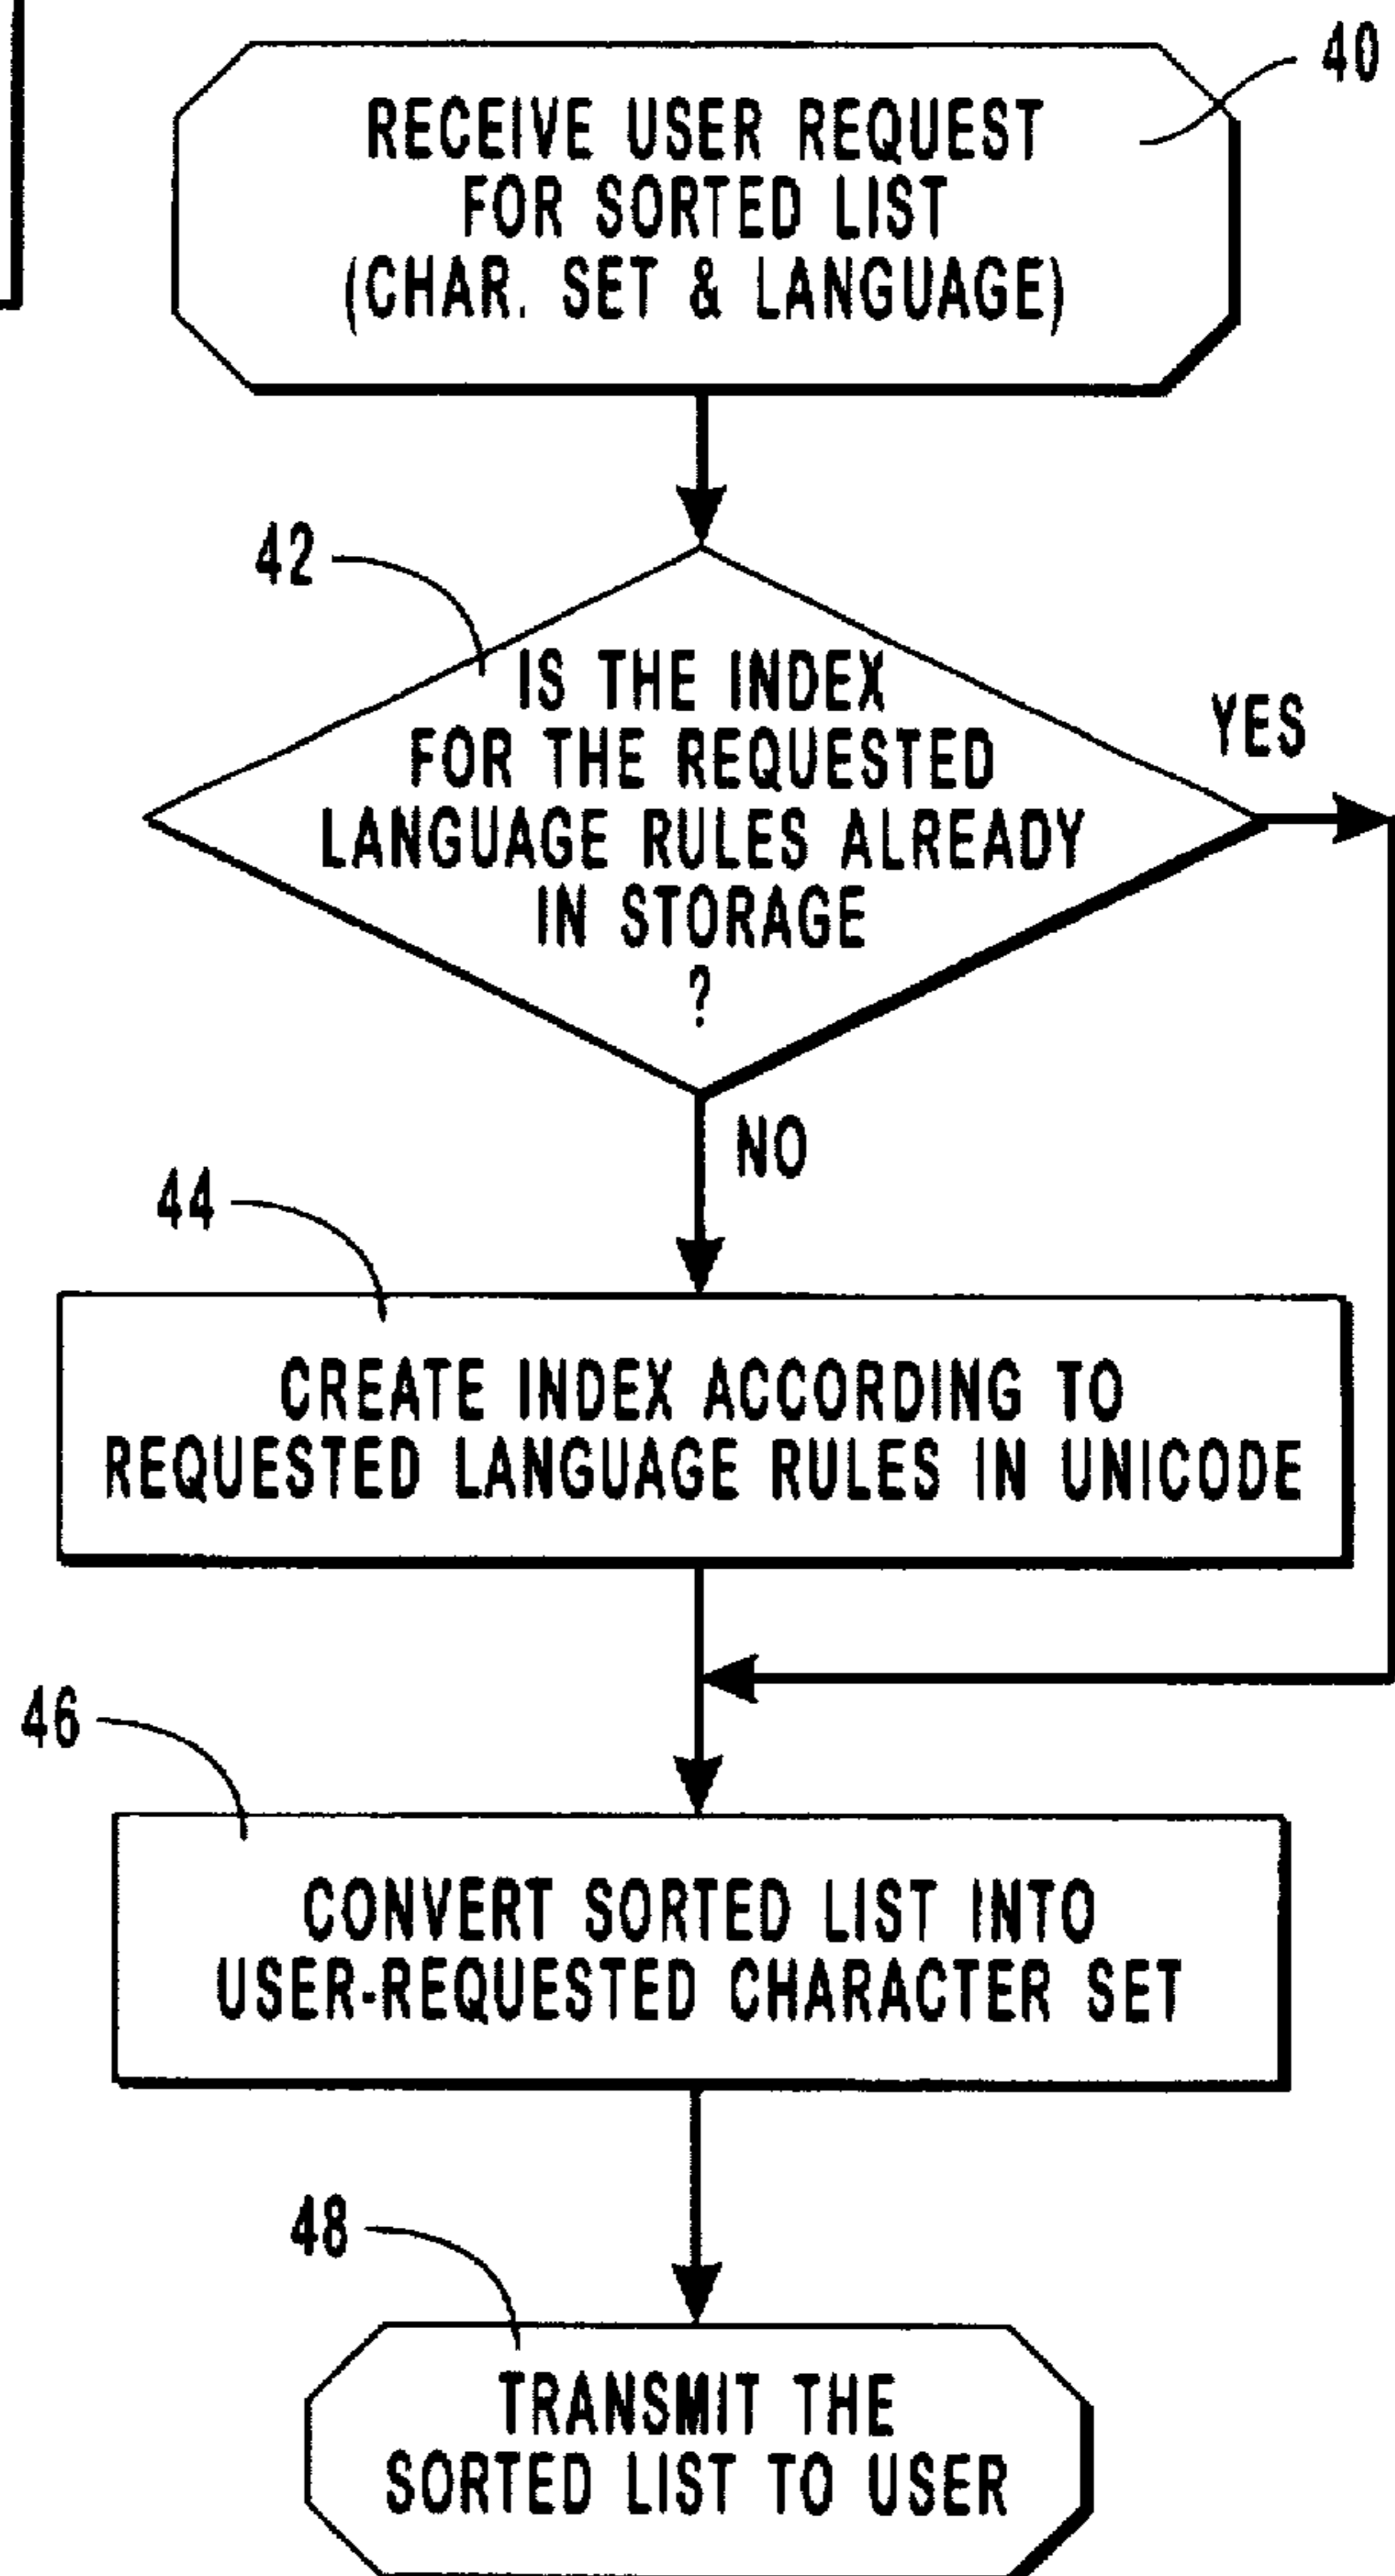 40
RECEIVE USER REQUEST
FOR SORTED LIST
(CHAR. SET & LANGUAGE)
42
IS THE INDEX
FOR THE REQUESTED
LANGUAGE RULES ALREADY
IN STORAGE
?
YES
NO
44
CREATE INDEX ACCORDING TO
REQUESTED LANGUAGE RULES IN UNICODE
46
CONVERT SORTED LIST INTO
USER-REQUESTED CHARACTER SET
48
TRANSMIT THE
SORTED LIST TO USER